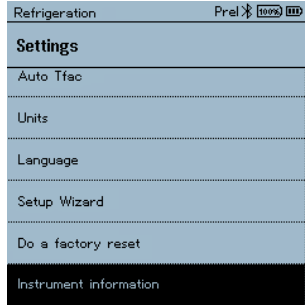 Refrigeration Prel 100%
Settings
Auto Tfac
Units
Language
Setup Wizard
Do a factory reset
Instrument information